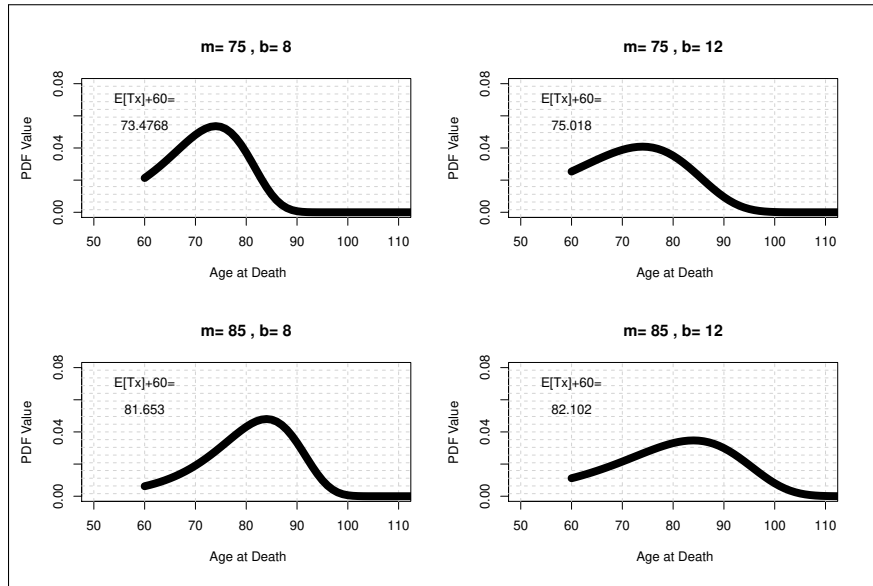 m= 75 , b= 8
E[Tx]+60=
73.4768
PDF Value
0.00
0.04
0.08
50 60 70 80 90 100 110
Age at Death
m= 75 , b= 12
E[Tx]+60=
75.018
PDF Value
0.00
0.04
0.08
50 60 70 80 90 100 110
Age at Death
m= 85 , b= 8
E[Tx]+60=
81.653
PDF Value
0.00
0.04
0.08
50 60 70 80 90 100 110
Age at Death
m= 85 , b= 12
E[Tx]+60=
82.102
PDF Value
0.00
0.04
0.08
50 60 70 80 90 100 110
Age at Death